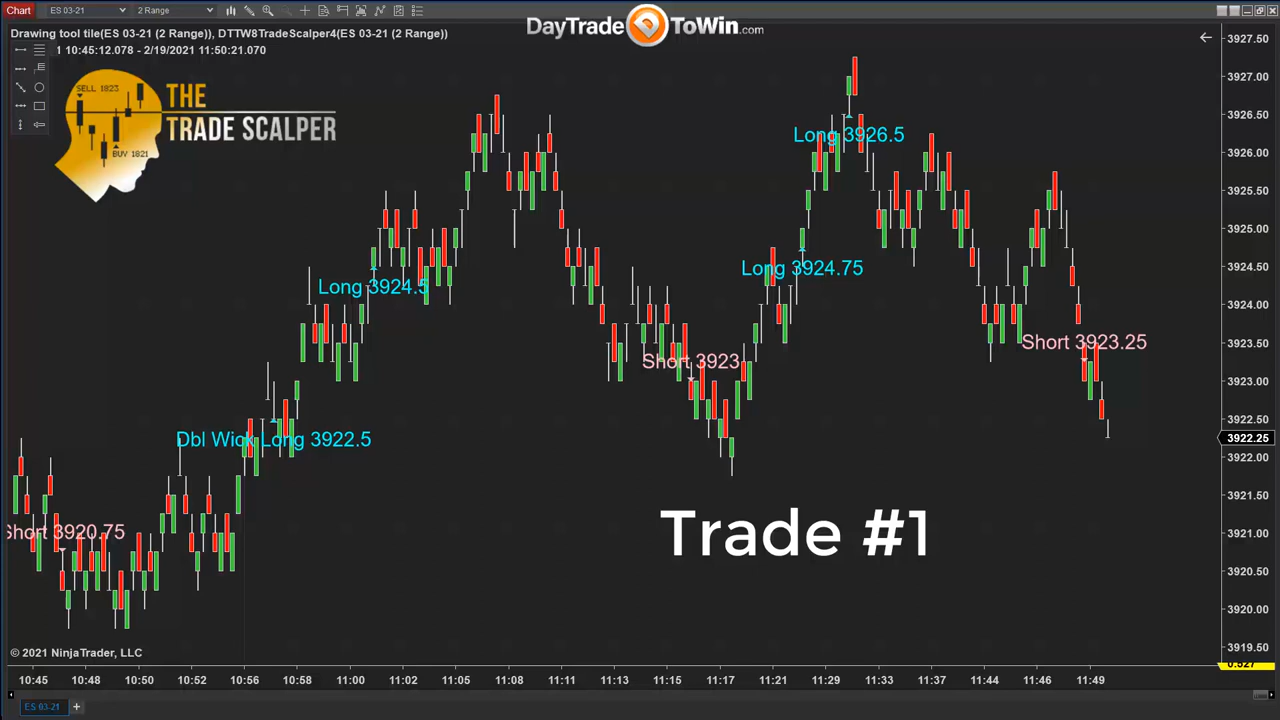 Chart
ES 03-21
2 Range
DayTradeToWin.com
Drawing tool tile(ES 03-21 (2 Range)), DTTW8TradeScalper4(ES 03-21 (2 Range))
1 10:45:12.078 - 2/19/2021 11:50:21.070
SELL 1823
BUY 1821
THE
TRADE SCALPER
Long 3926.5
Long 3924.75
Long 3924.5
Short 3923.25
Short 3923
Dbl Wick Long 3922.5
Short 3920.75
Trade #1
3927.50
3927.00
3926.50
3926.00
3925.50
3925.00
3924.50
3924.00
3923.50
3923.00
3922.50
3922.25
3922.00
3921.50
3921.00
3920.50
3920.00
3919.50
© 2021 NinjaTrader, LLC
10:45 10:48 10:50 10:52 10:56 10:58 11:00 11:02 11:05 11:08 11:11 11:13 11:15 11:17 11:21 11:29 11:33 11:37 11:44 11:46 11:49
ES 03-21